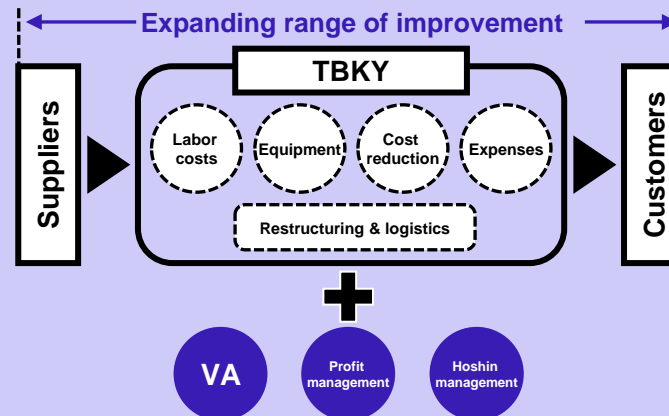 Expanding range of improvement
TBKY
Suppliers
Labor
costs
Equipment
Cost
reduction
Expenses
Restructuring & logistics
Customers
VA
Profit
management
Hoshin
management